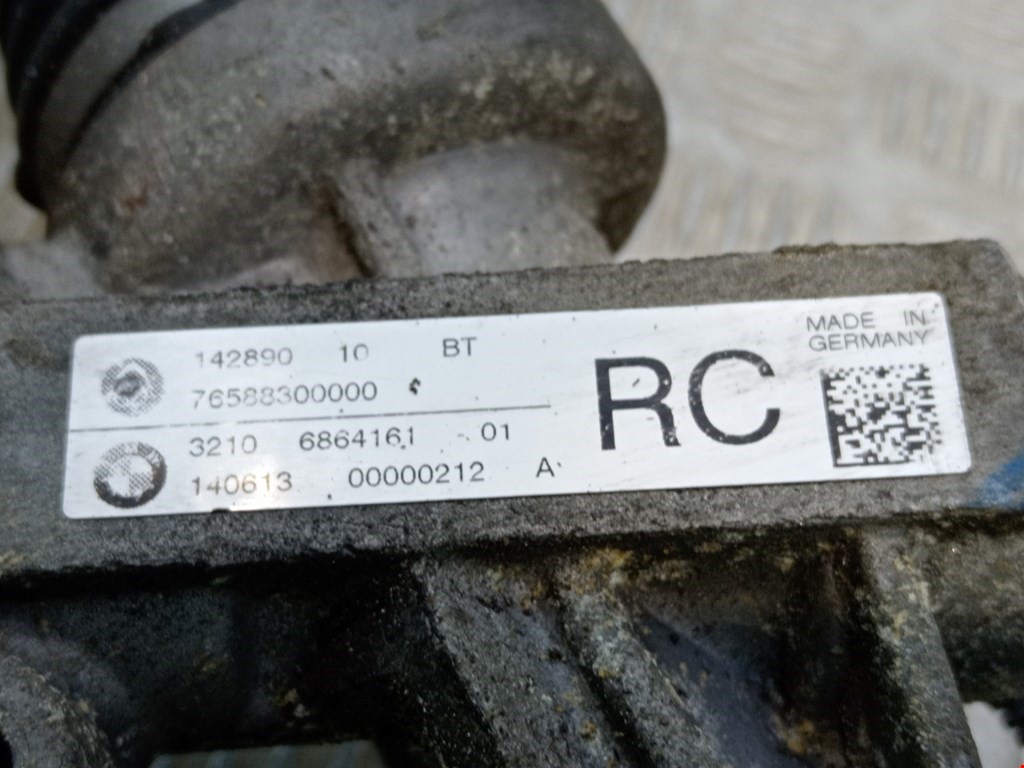 142890 10 BT
76588300000
3210 6864161 - 01
140613 00000212 A
RC
MADE IN
GERMANY